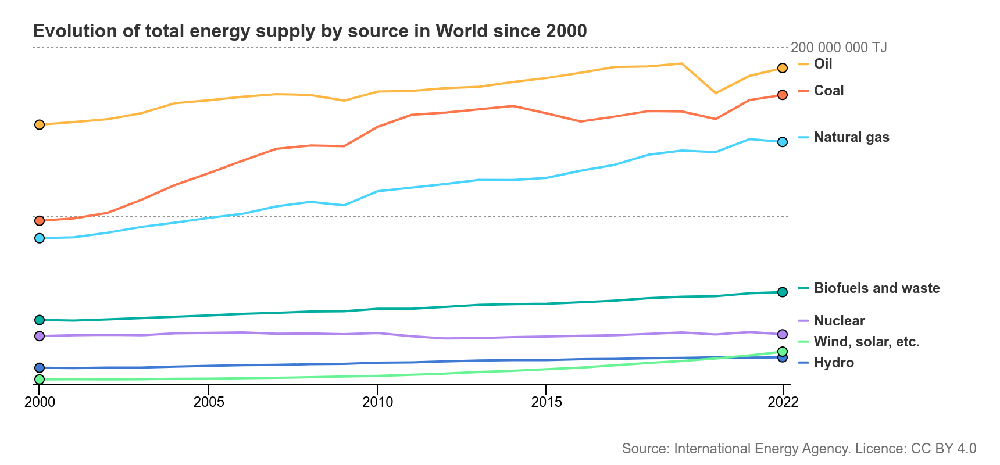 Evolution of total energy supply by source in World since 2000
200 000 000 TJ
Oil
Coal
Natural gas
Biofuels and waste
Nuclear
Wind, solar, etc.
Hydro
2000 2005 2010 2015 2022
Source: International Energy Agency. Licence: CC BY 4.0